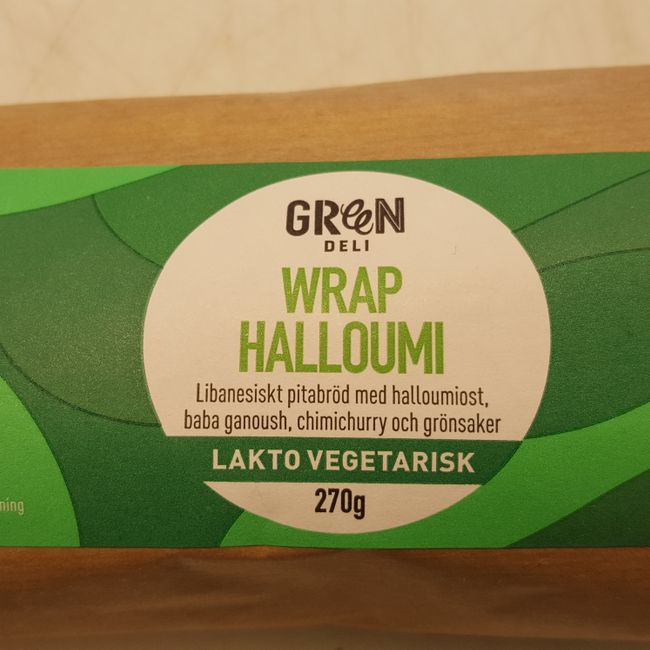 GREEN
DELI
WRAP
HALLOUMI
Libanesiskt pitabröd med halloumiost,
baba ganoush, chimichurry och grönsaker
LAKTO VEGETARISK
270g